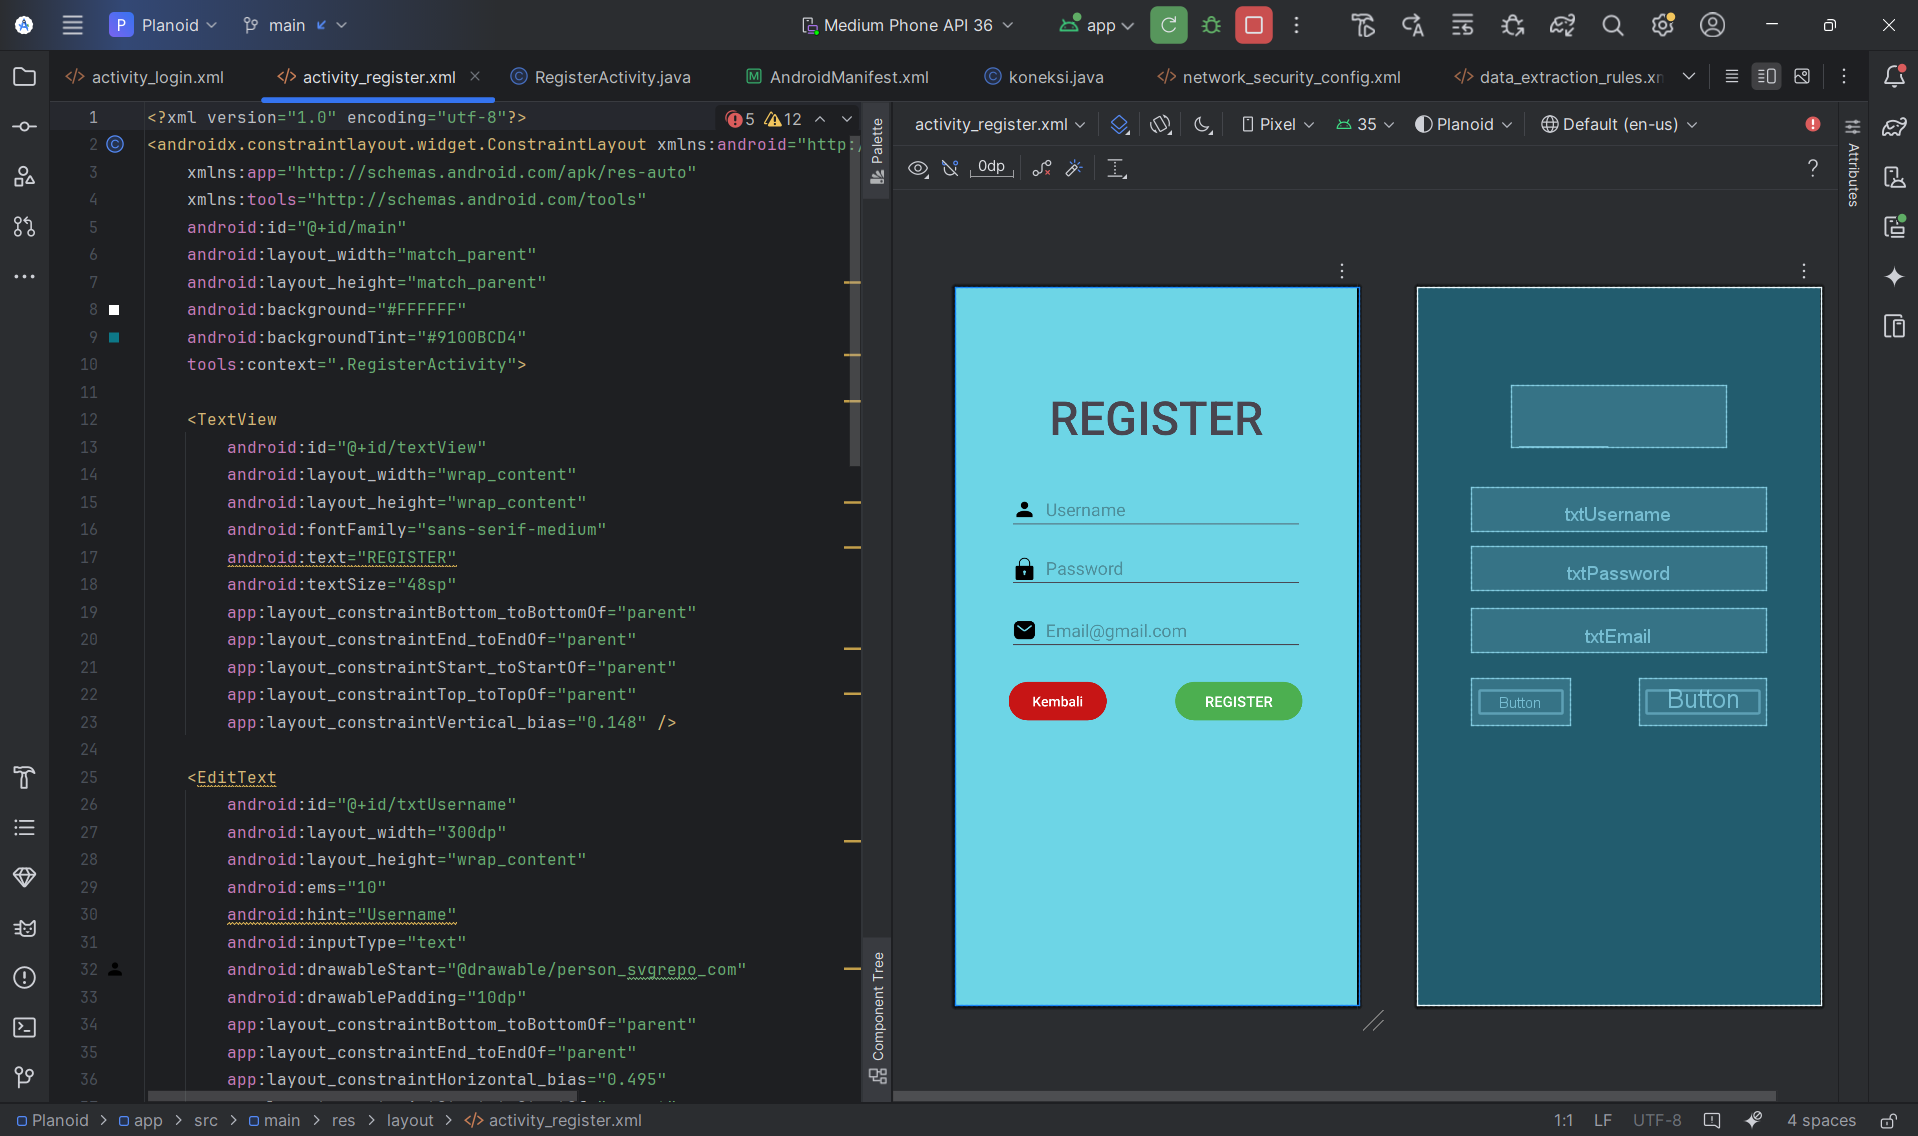 P Planoid main Medium Phone API 36 app
activity_login.xml activity_register.xml RegisterActivity.java AndroidManifest.xml koneksi.java network_security_config.xml data_extraction_rules.xm
5 12
1 <?xml version="1.0" encoding="utf-8"?>
2 <androidx.constraintlayout.widget.ConstraintLayout xmlns:android="http:/
3 xmlns:app="http://schemas.android.com/apk/res-auto"
4 xmlns:tools="http://schemas.android.com/tools"
5 android:id="@+id/main"
6 android:layout_width="match_parent"
7 android:layout_height="match_parent"
8 android:background="#FFFFFF"
9 android:backgroundTint="#9100BCD4"
10 tools:context=".RegisterActivity">
11
12 <TextView
13 android:id="@+id/textView"
14 android:layout_width="wrap_content"
15 android:layout_height="wrap_content"
16 android:fontFamily="sans-serif-medium"
17 android:text="REGISTER"
18 android:textSize="48sp"
19 app:layout_constraintBottom_toBottomOf="parent"
20 app:layout_constraintEnd_toEndOf="parent"
21 app:layout_constraintStart_toStartOf="parent"
22 app:layout_constraintTop_toTopOf="parent"
23 app:layout_constraintVertical_bias="0.148" />
24
25 <EditText
26 android:id="@+id/txtUsername"
27 android:layout_width="300dp"
28 android:layout_height="wrap_content"
29 android:ems="10"
30 android:hint="Username"
31 android:inputType="text"
32 android:drawableStart="@drawable/person_svgrepo_com"
33 android:drawablePadding="10dp"
34 app:layout_constraintBottom_toBottomOf="parent"
35 app:layout_constraintEnd_toEndOf="parent"
36 app:layout_constraintHorizontal_bias="0.495"
Palette
Component Tree
activity_register.xml Pixel 35 Planoid Default (en-us)
0dp ?
Attributes
REGISTER
Username
Password
Email@gmail.com
Kembali REGISTER
txtUsername
txtPassword
txtEmail
Button Button
Planoid > app > src > main > res > layout > activity_register.xml 1:1 LF UTF-8 4 spaces